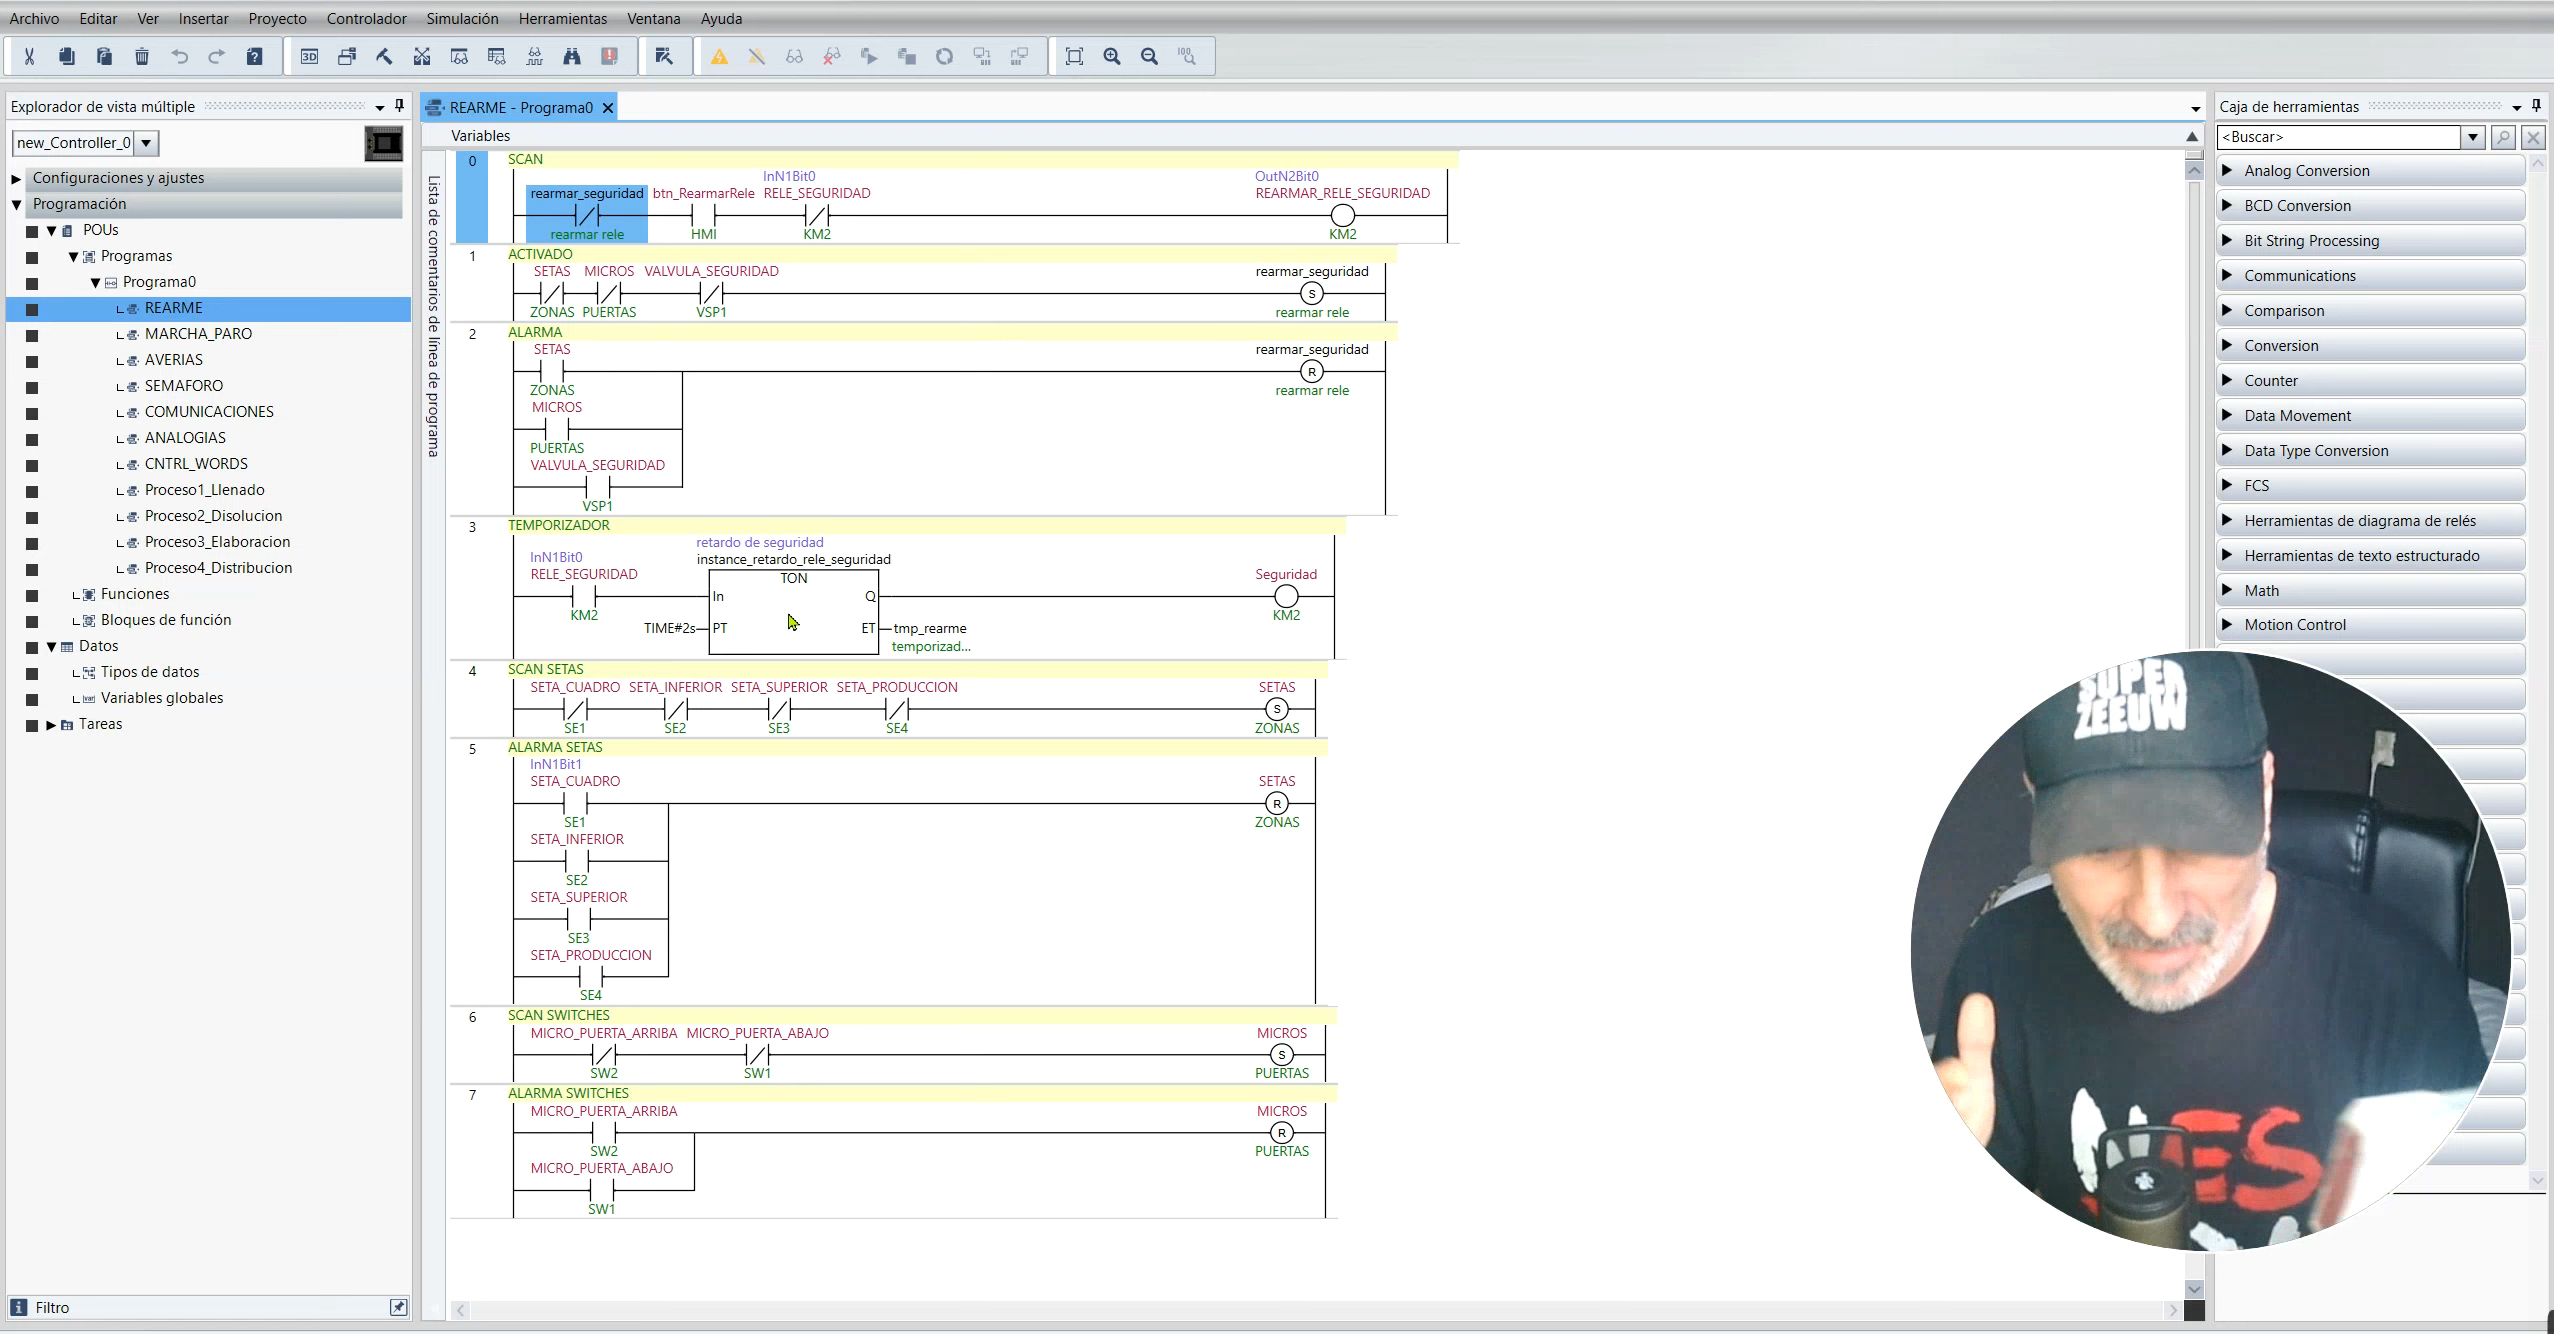 Archivo Editar Ver Insertar Proyecto Controlador Simulación Herramientas Ventana Ayuda
3D
100
Explorador de vista múltiple
new_Controller_0
Configuraciones y ajustes
Programación
POUs
Programas
Programa0
REARME
MARCHA_PARO
AVERIAS
SEMAFORO
COMUNICACIONES
ANALOGIAS
CNTRL_WORDS
Proceso1_Llenado
Proceso2_Disolucion
Proceso3_Elaboracion
Proceso4_Distribucion
Funciones
Bloques de función
Datos
Tipos de datos
Variables globales
Tareas
Filtro
REARME - Programa0
Variables
Lista de comentarios de línea de programa
0 SCAN
InN1Bit0 OutN2Bit0
rearmar_seguridad btn_RearmarRele RELE_SEGURIDAD REARMAR_RELE_SEGURIDAD
rearmar rele HMI KM2 KM2
1 ACTIVADO
SETAS MICROS VALVULA_SEGURIDAD rearmar_seguridad
S
ZONAS PUERTAS VSP1 rearmar rele
2 ALARMA
SETAS rearmar_seguridad
R
ZONAS rearmar rele
MICROS
PUERTAS
VALVULA_SEGURIDAD
VSP1
3 TEMPORIZADOR
retardo de seguridad
InN1Bit0 instance_retardo_rele_seguridad
RELE_SEGURIDAD TON Seguridad
In Q
KM2 KM2
TIME#2s PT ET tmp_rearme
temporizad...
4 SCAN SETAS
SETA_CUADRO SETA_INFERIOR SETA_SUPERIOR SETA_PRODUCCION SETAS
S
SE1 SE2 SE3 SE4 ZONAS
5 ALARMA SETAS
InN1Bit1
SETA_CUADRO SETAS
R
SE1 ZONAS
SETA_INFERIOR
SE2
SETA_SUPERIOR
SE3
SETA_PRODUCCION
SE4
6 SCAN SWITCHES
MICRO_PUERTA_ARRIBA MICRO_PUERTA_ABAJO MICROS
S
SW2 SW1 PUERTAS
7 ALARMA SWITCHES
MICRO_PUERTA_ARRIBA MICROS
R
SW2 PUERTAS
MICRO_PUERTA_ABAJO
SW1
Caja de herramientas
<Buscar>
Analog Conversion
BCD Conversion
Bit String Processing
Communications
Comparison
Conversion
Counter
Data Movement
Data Type Conversion
FCS
Herramientas de diagrama de relés
Herramientas de texto estructurado
Math
Motion Control
SUPER
ZEEUW